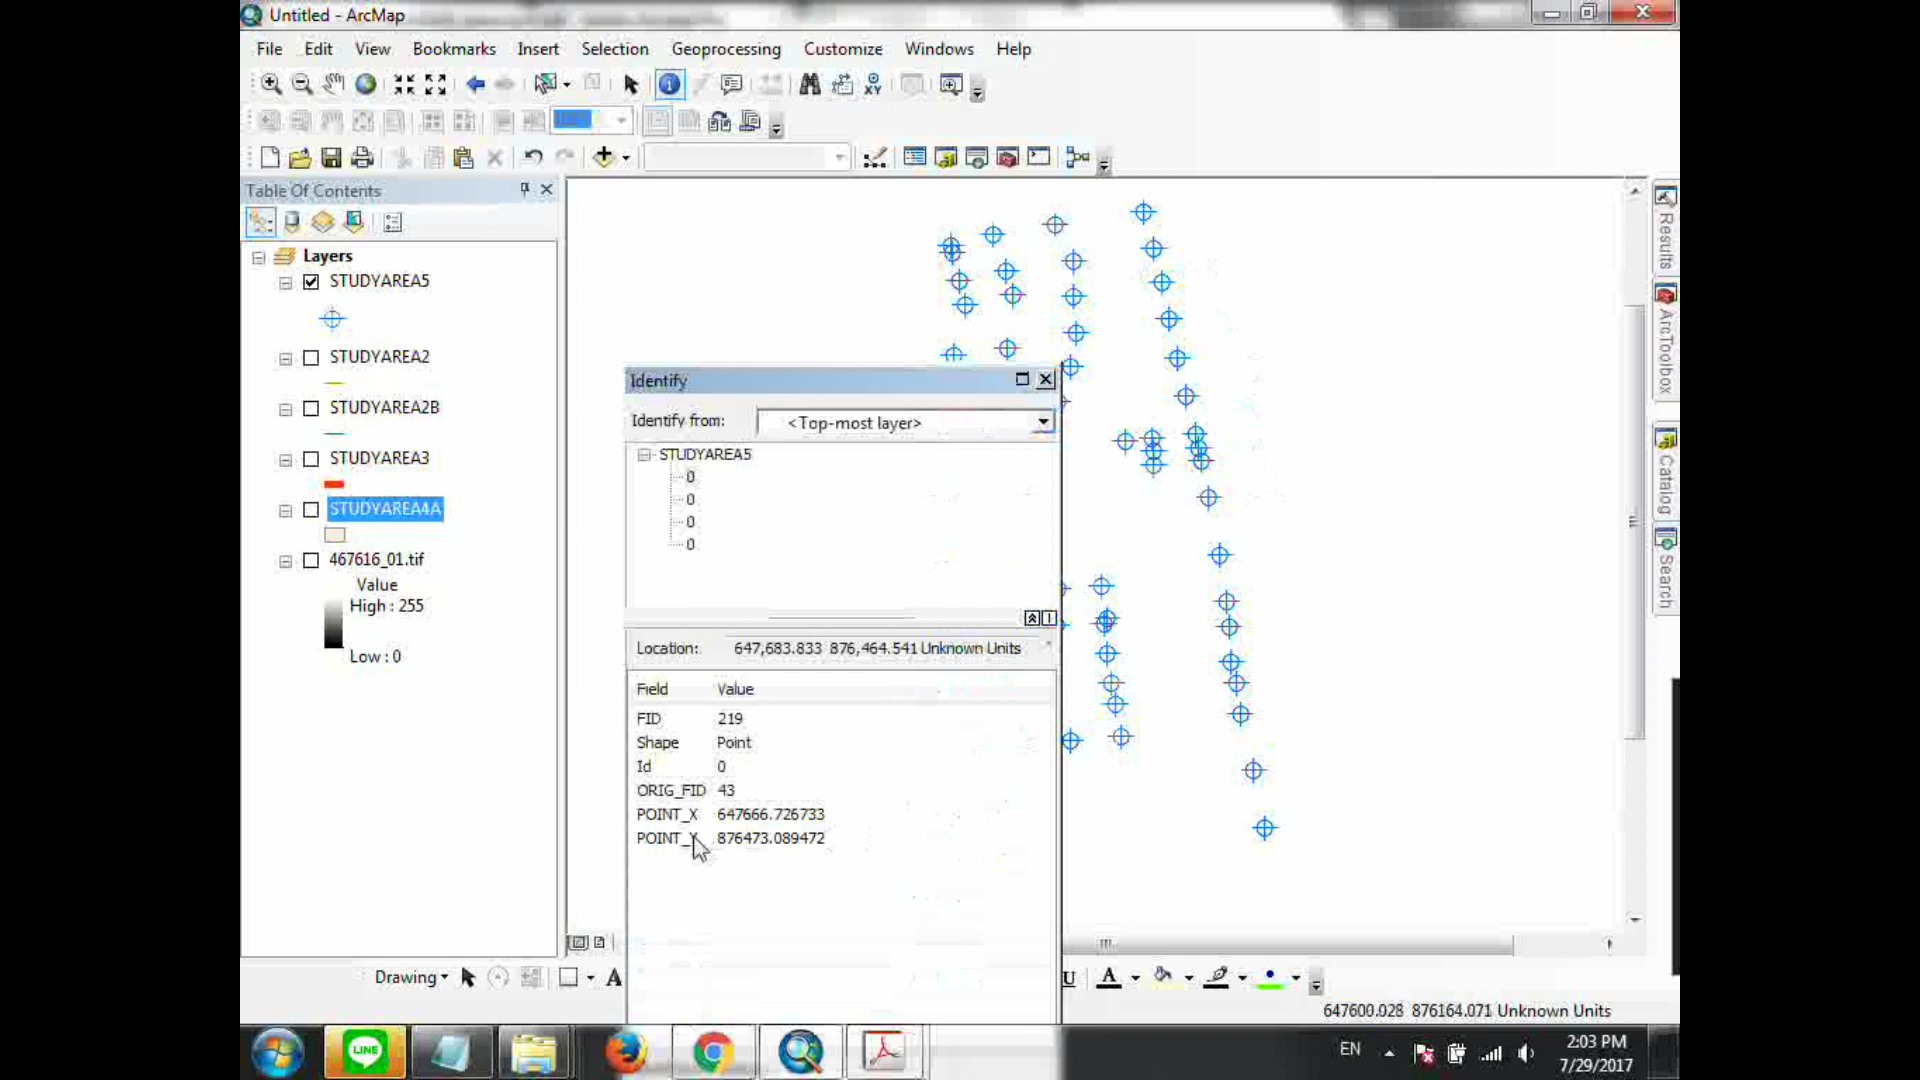 Untitled - ArcMap
File Edit View Bookmarks Insert Selection Geoprocessing Customize Windows Help
XY
Table Of Contents
Layers
STUDYAREA5
STUDYAREA2
STUDYAREA2B
STUDYAREA3
STUDYAREA4A
467616_01.tif
Value
High : 255
Low : 0
Identify
Identify from: <Top-most layer>
STUDYAREA5
0
0
0
0
Location: 647,683.833 876,464.541 Unknown Units
Field Value
FID 219
Shape Point
Id 0
ORIG_FID 43
POINT_X 647666.726733
POINT_Y 876473.089472
Results
ArcToolbox
Catalog
Search
Drawing A U A
647600.028 876164.071 Unknown Units
LINE
EN
2:03 PM
7/29/2017